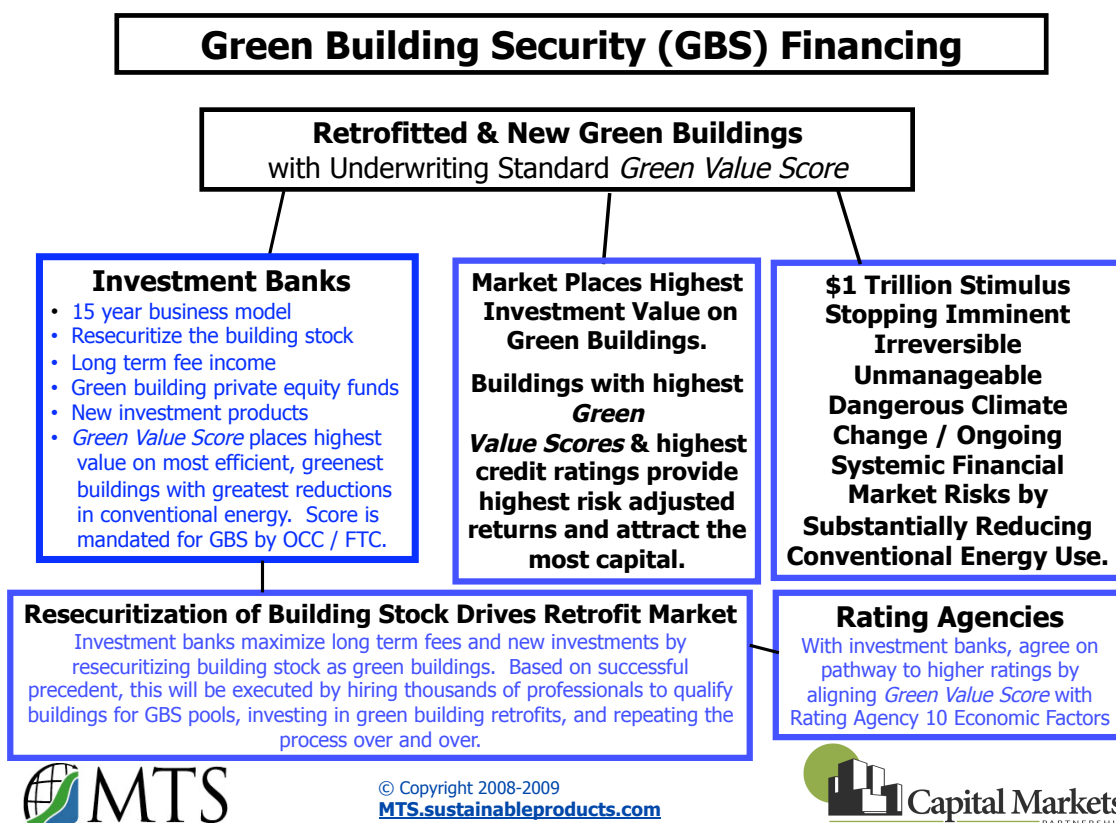 Green Building Security (GBS) Financing
Retrofitted & New Green Buildings
with Underwriting Standard Green Value Score
Investment Banks
• 15 year business model
• Resecuritize the building stock
• Long term fee income
• Green building private equity funds
• New investment products
• Green Value Score places highest
value on most efficient, greenest
buildings with greatest reductions
in conventional energy. Score is
mandated for GBS by OCC / FTC.
Market Places Highest
Investment Value on
Green Buildings.
Buildings with highest
Green
Value Scores & highest
credit ratings provide
highest risk adjusted
returns and attract the
most capital.
$1 Trillion Stimulus
Stopping Imminent
Irreversible
Unmanageable
Dangerous Climate
Change / Ongoing
Systemic Financial
Market Risks by
Substantially Reducing
Conventional Energy Use.
Resecuritization of Building Stock Drives Retrofit Market
Investment banks maximize long term fees and new investments by
resecuritizing building stock as green buildings. Based on successful
precedent, this will be executed by hiring thousands of professionals to qualify
buildings for GBS pools, investing in green building retrofits, and repeating the
process over and over.
Rating Agencies
With investment banks, agree on
pathway to higher ratings by
aligning Green Value Score with
Rating Agency 10 Economic Factors
MTS
© Copyright 2008-2009
MTS.sustainableproducts.com
Capital Markets